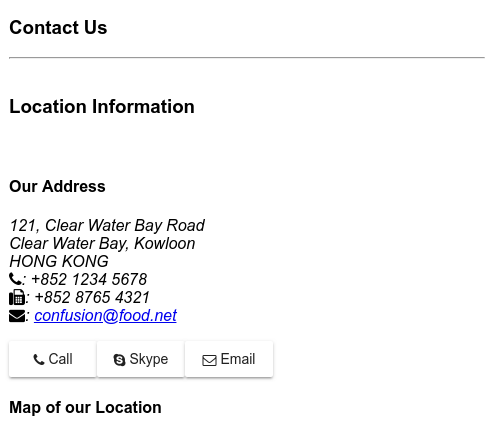 Contact Us
Location Information
Our Address
121, Clear Water Bay Road
Clear Water Bay, Kowloon
HONG KONG
: +852 1234 5678
: +852 8765 4321
: confusion@food.net
Call Skype Email
Map of our Location